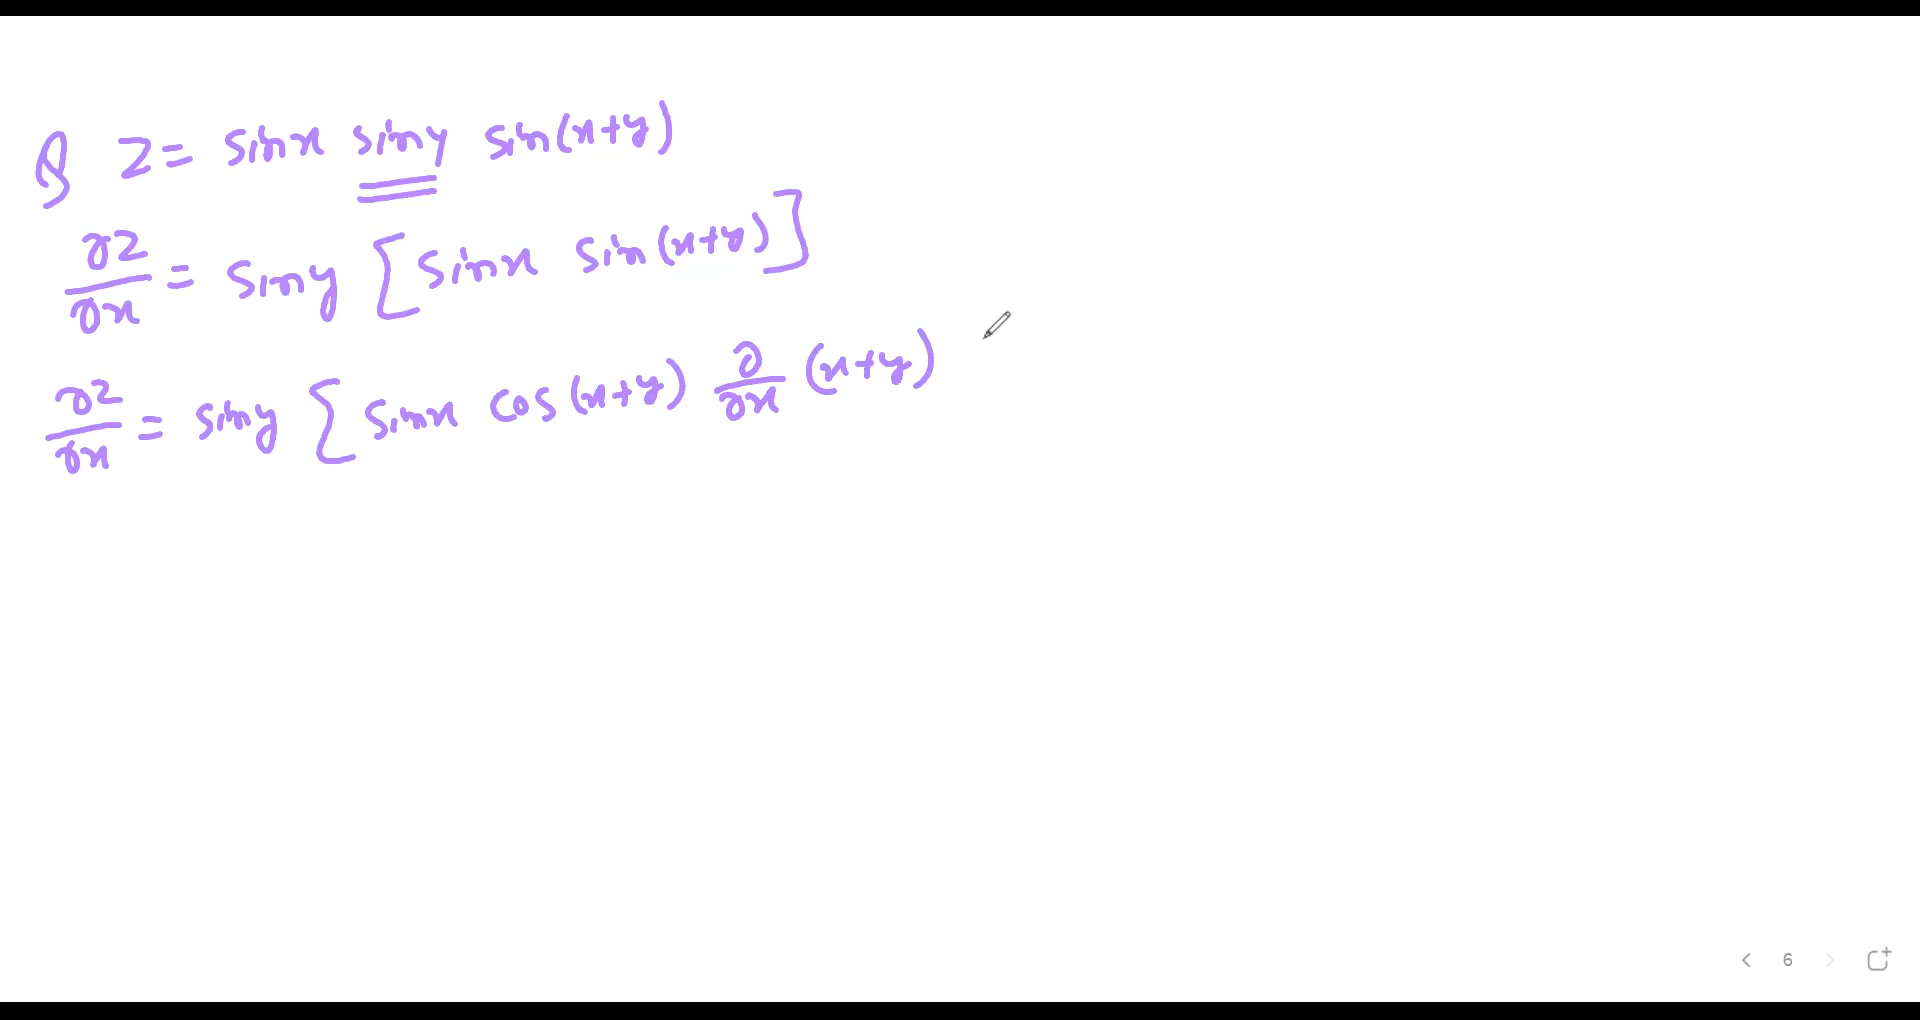 Q Z = sinx siny sin(x+y)
∂z/∂x = siny [sinx sin(x+y)]
∂z/∂x = siny [sinx cos(x+y) ∂/∂x (x+y)
6